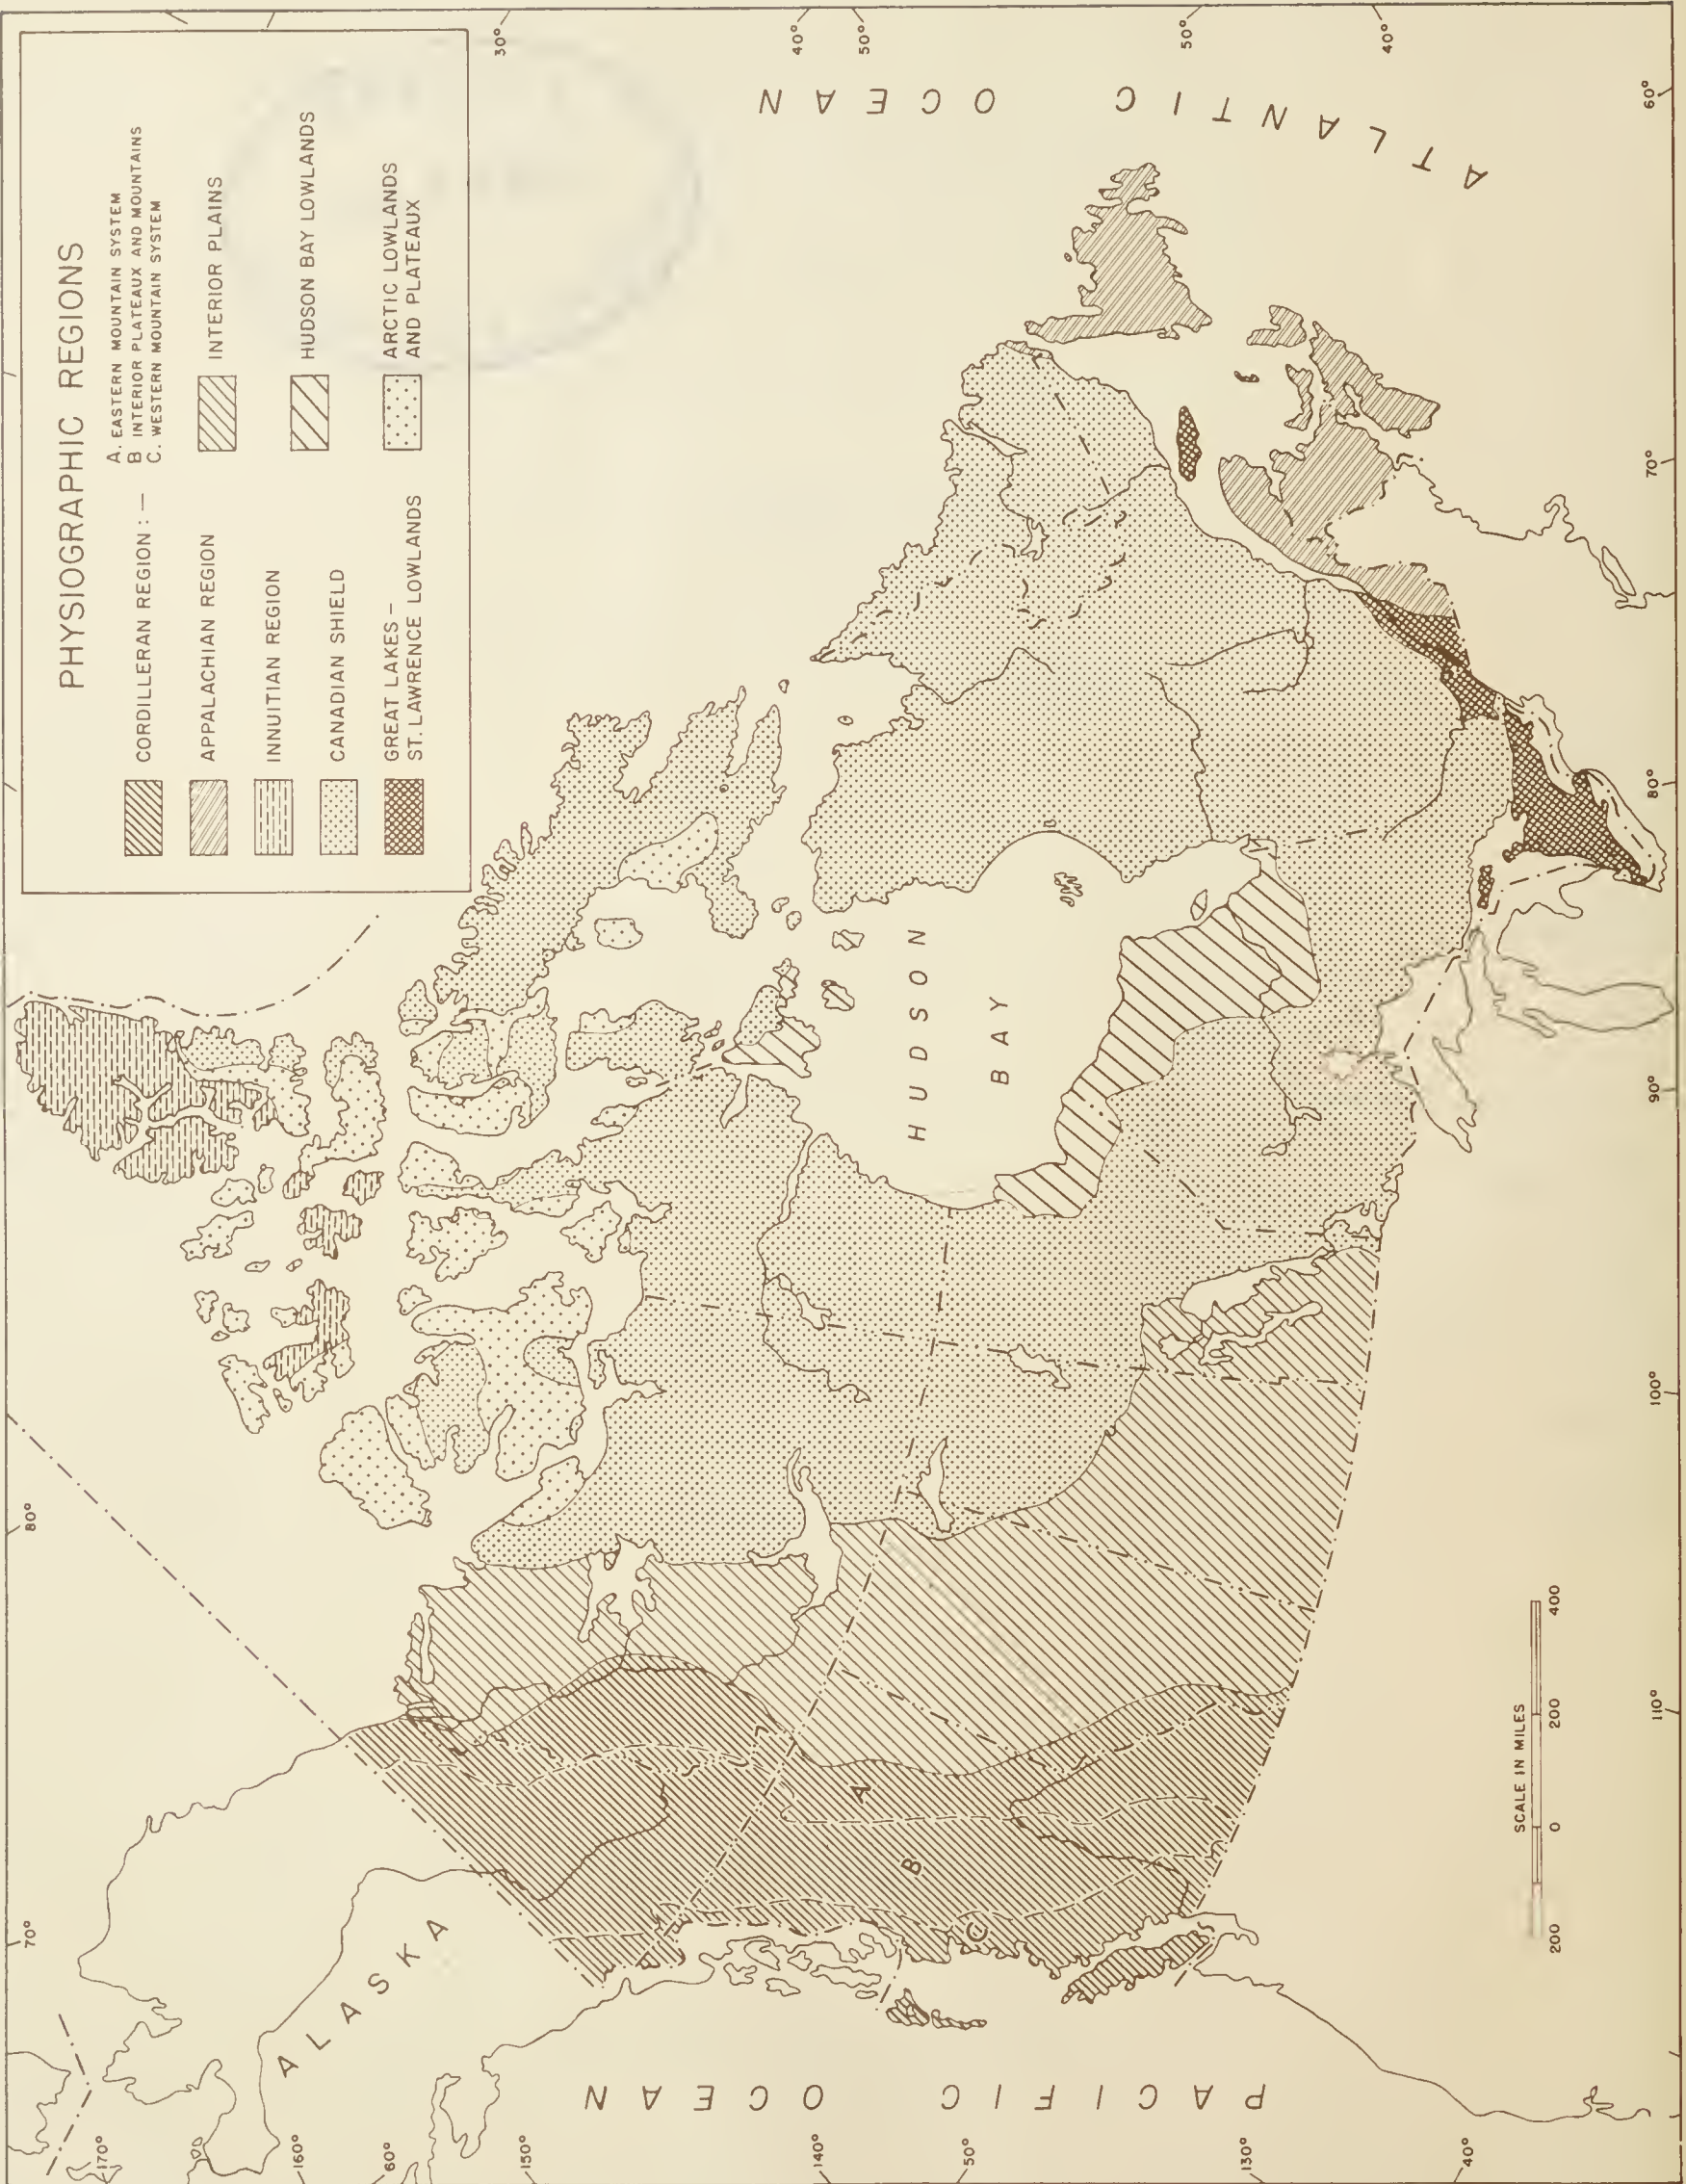 PHYSIOGRAPHIC REGIONS
CORDILLERAN REGION : —
A. EASTERN MOUNTAIN SYSTEM
B INTERIOR PLATEAUX AND MOUNTAINS
C. WESTERN MOUNTAIN SYSTEM
APPALACHIAN REGION
INNUITIAN REGION
CANADIAN SHIELD
GREAT LAKES –
ST. LAWRENCE LOWLANDS
INTERIOR PLAINS
HUDSON BAY LOWLANDS
ARCTIC LOWLANDS
AND PLATEAUX
ALASKA
PACIFIC OCEAN
HUDSON
BAY
ATLANTIC OCEAN
A
B
C
SCALE IN MILES
200 0 200 400
170°
160°
60°
150°
140°
50°
130°
40°
70°
80°
30°
40°
50°
50°
40°
60°
70°
80°
90°
100°
110°